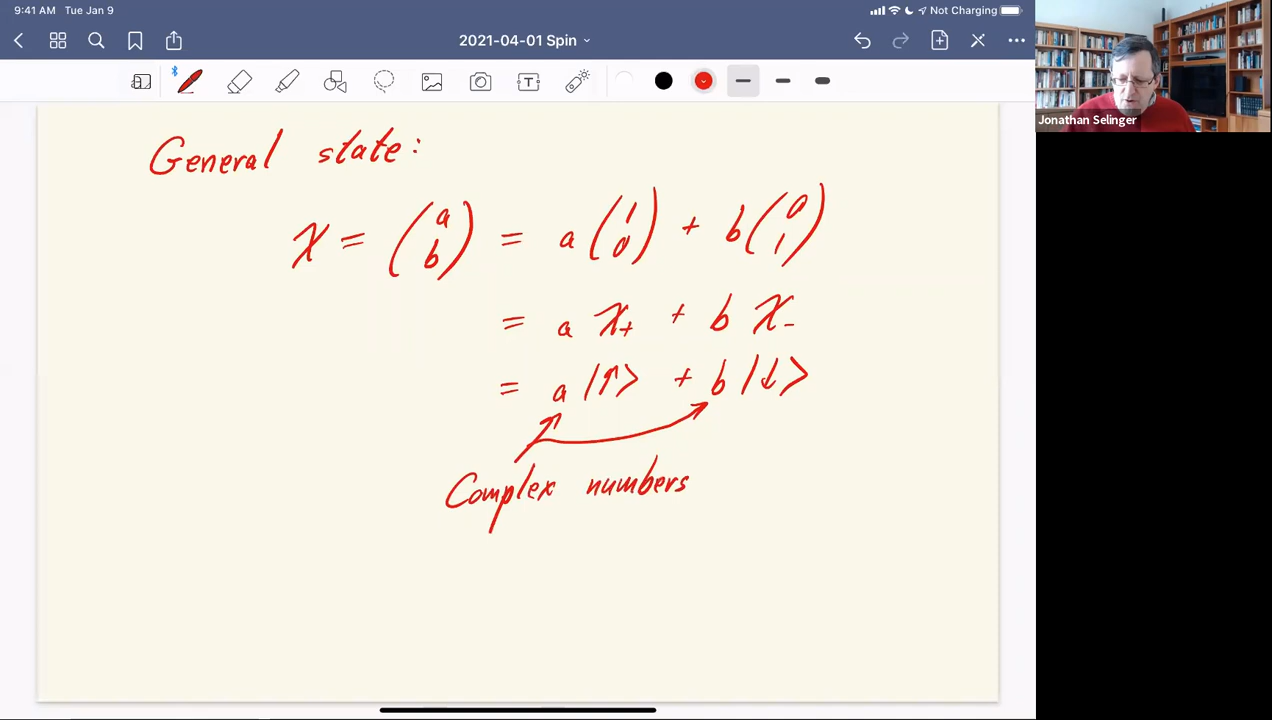 9:41 AM Tue Jan 9
Not Charging
2021-04-01 Spin
T
Jonathan Selinger
General state:
χ = (a b) = a (1 0) + b (0 1)
= a χ₊ + b χ₋
= a |↑> + b |↓>
Complex numbers